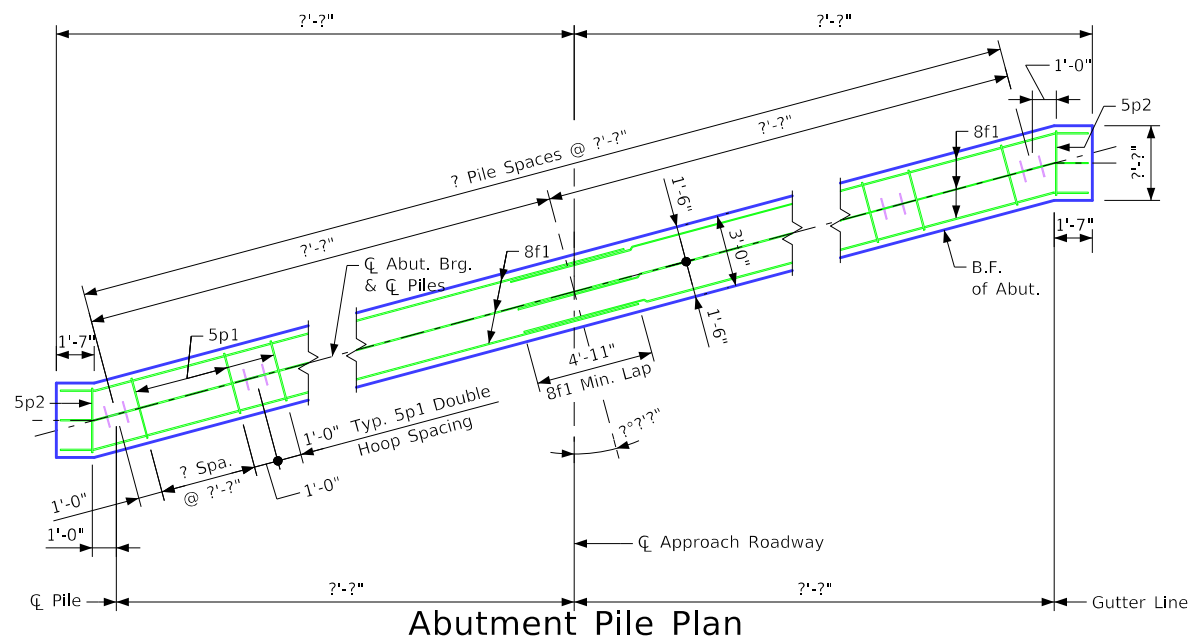 ?'-?"
?'-?"
1'-0"
5p2
8f1
?'-?"
? Pile Spaces @ ?'-?"
?'-?"
1'-6"
3'-0"
?'-?"
8f1
1'-7"
℄ Abut. Brg.
& ℄ Piles
B.F.
of Abut.
1'-7"
5p1
1'-6"
4'-11"
8f1 Min. Lap
5p2
1'-0" Typ. 5p1 Double
Hoop Spacing
?°?'?"
? Spa.
@ ?'-?"
1'-0"
1'-0"
1'-0"
℄ Approach Roadway
?'-?"
?'-?"
℄ Pile
Gutter Line
Abutment Pile Plan